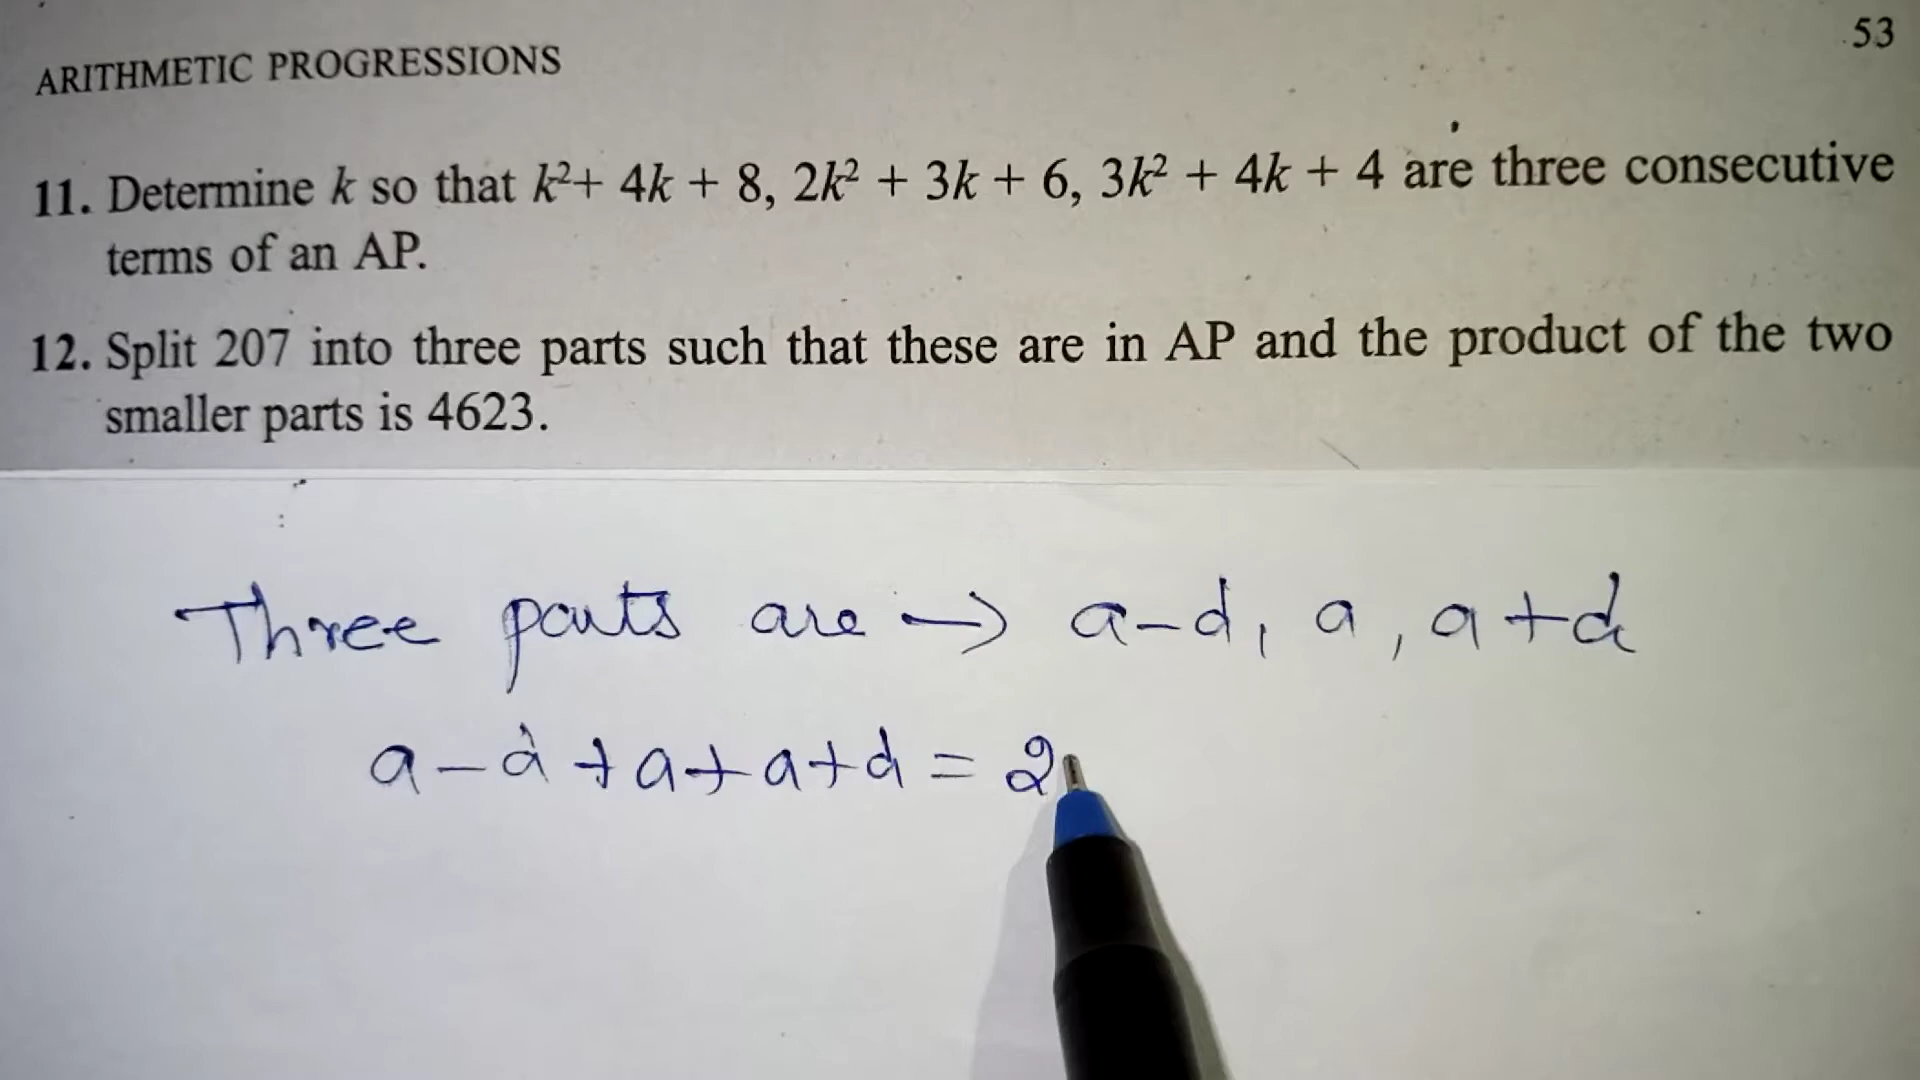 53
ARITHMETIC PROGRESSIONS
11. Determine k so that k²+ 4k + 8, 2k² + 3k + 6, 3k² + 4k + 4 are three consecutive
terms of an AP.
12. Split 207 into three parts such that these are in AP and the product of the two
smaller parts is 4623.
Three parts are → a-d, a, a+d
a-d+a+a+d = 2